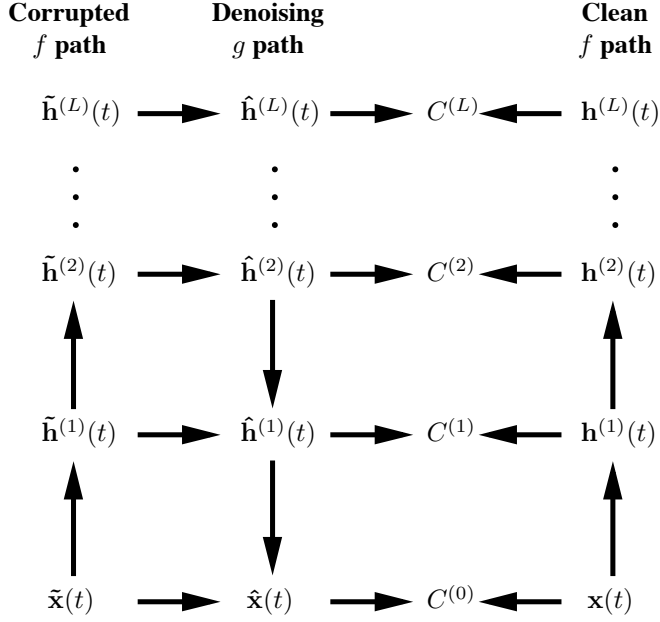 Corrupted Denoising Clean
f path g path f path
h̃⁽ᴸ⁾(t) ĥ⁽ᴸ⁾(t) C⁽ᴸ⁾ h⁽ᴸ⁾(t)
h̃⁽²⁾(t) ĥ⁽²⁾(t) C⁽²⁾ h⁽²⁾(t)
h̃⁽¹⁾(t) ĥ⁽¹⁾(t) C⁽¹⁾ h⁽¹⁾(t)
x̃(t) x̂(t) C⁽⁰⁾ x(t)